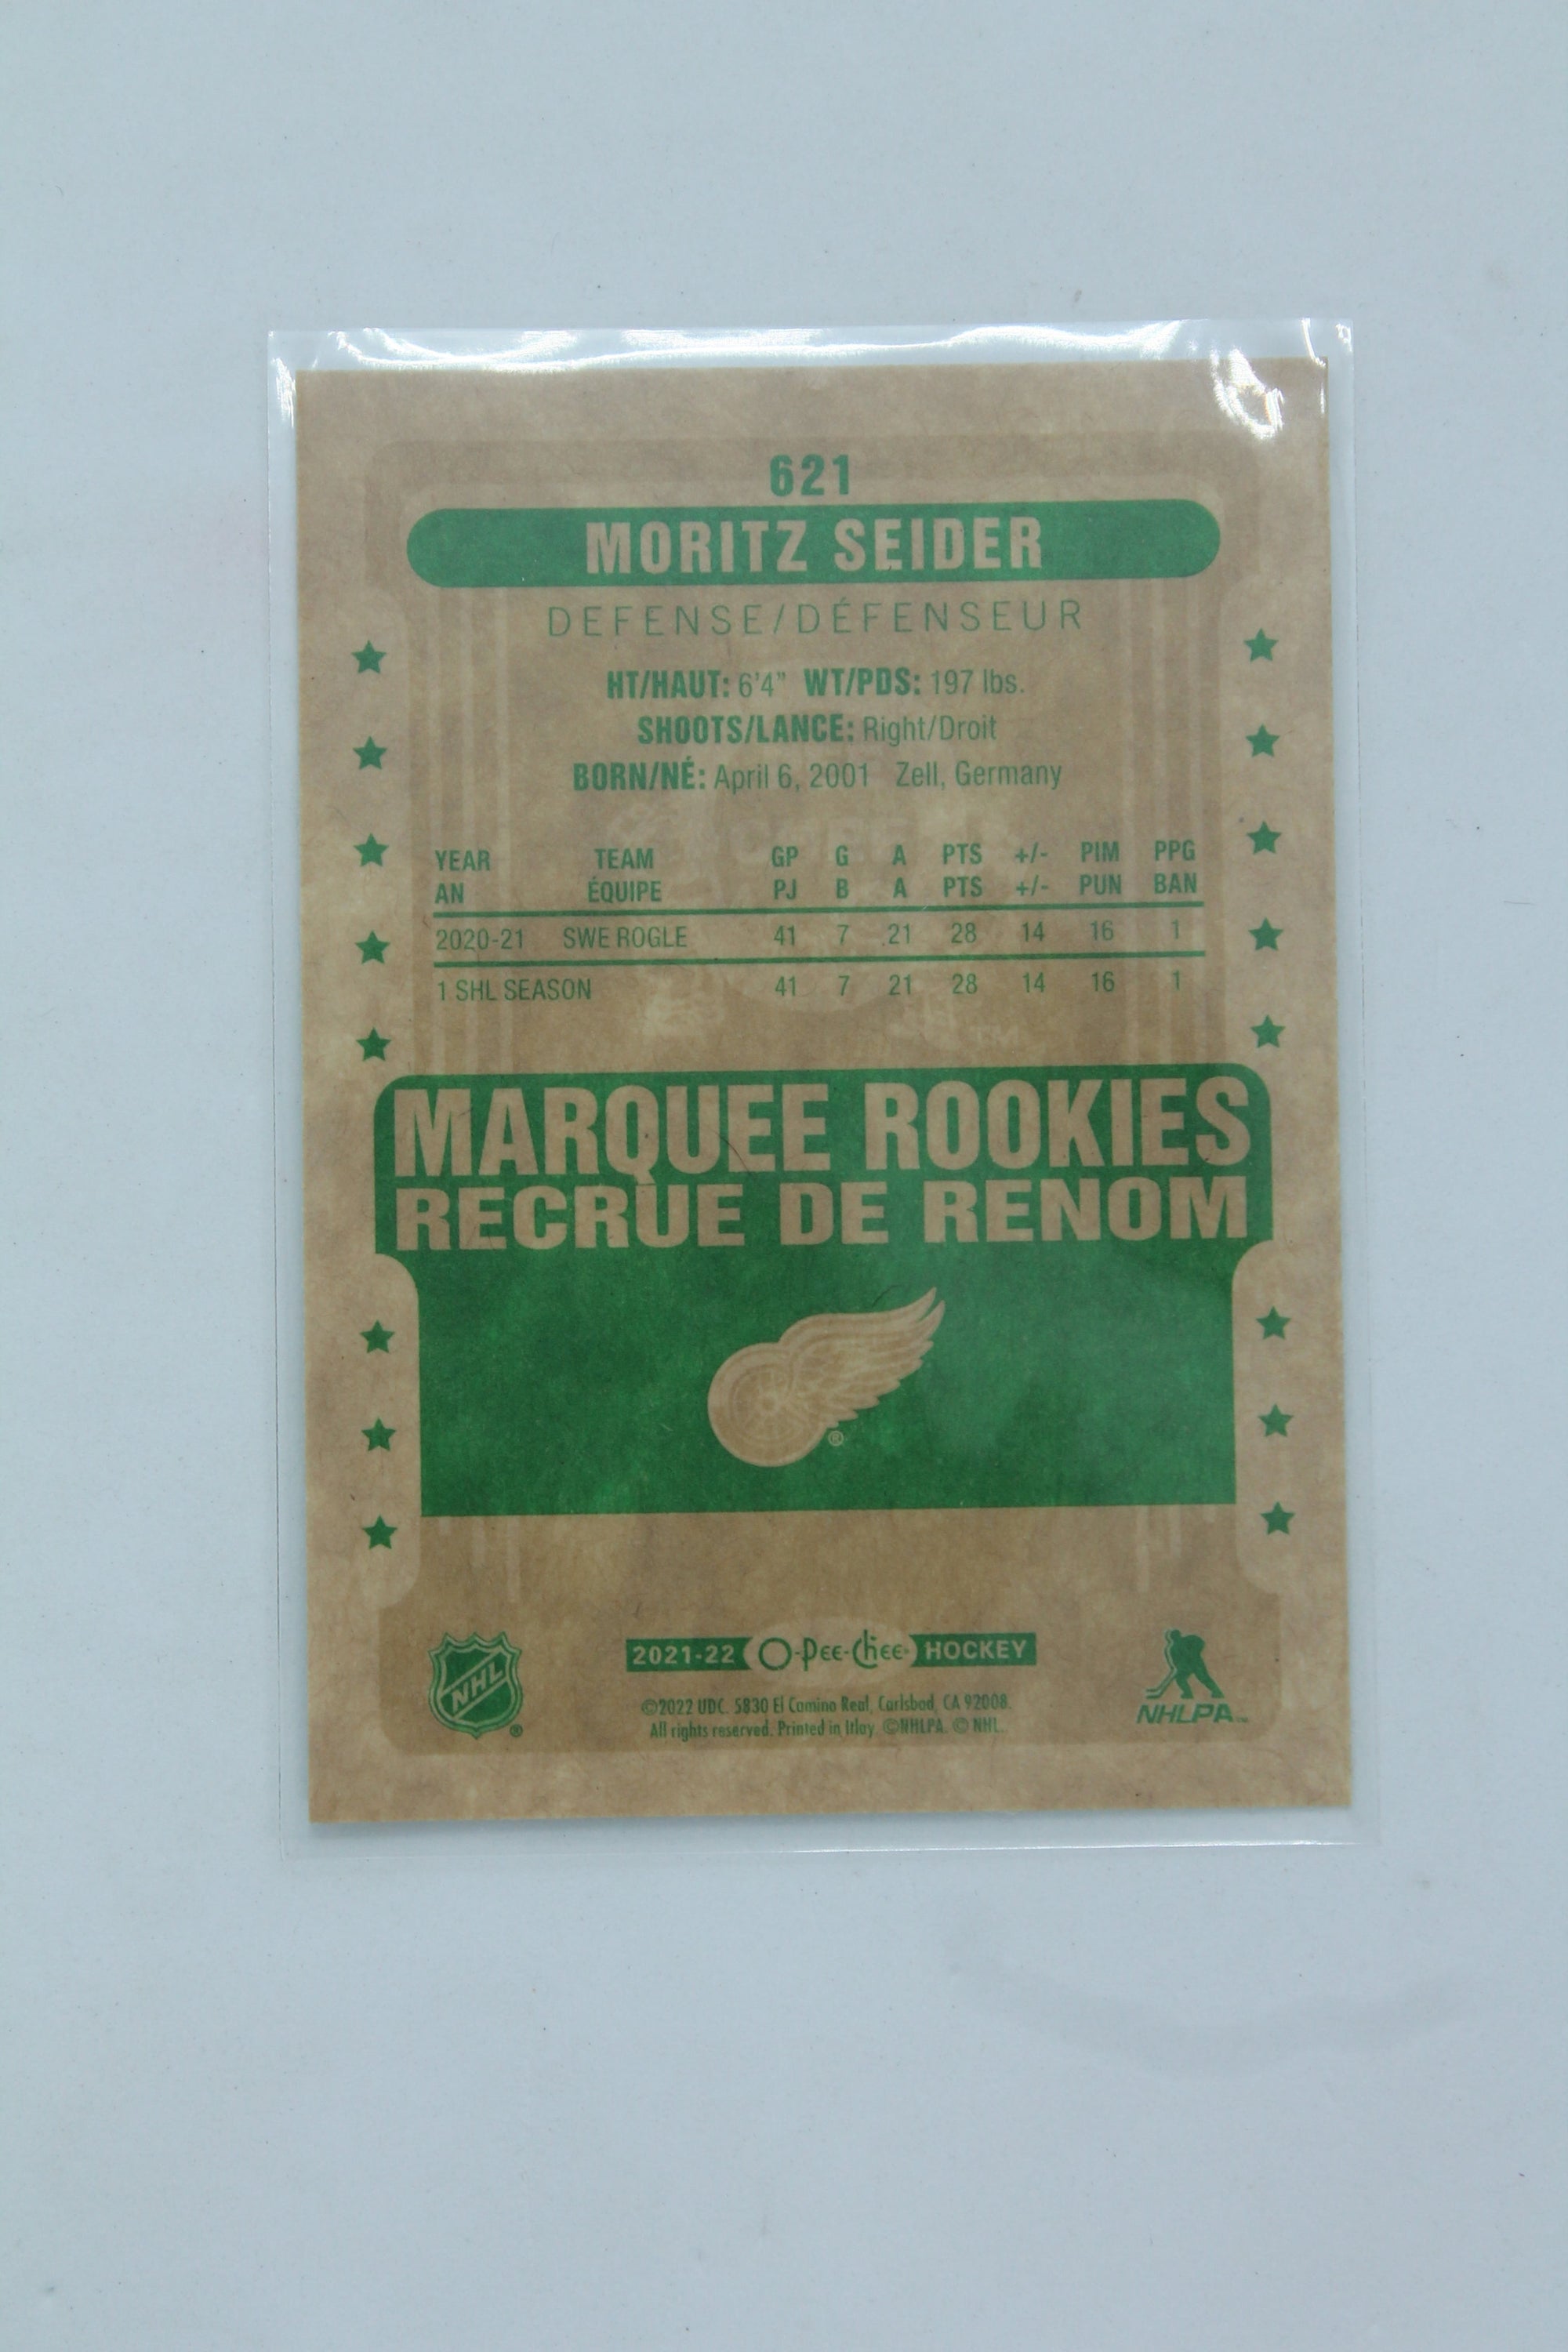 621
MORITZ SEIDER
DEFENSE/DÉFENSEUR
HT/HAUT: 6'4" WT/PDS: 197 lbs.
SHOOTS/LANCE: Right/Droit
BORN/NÉ: April 6, 2001 Zell, Germany
YEAR TEAM GP G A PTS +/- PIM PPG
AN ÉQUIPE PJ B A PTS +/- PUN BAN
2020-21 SWE ROGLE 41 7 21 28 14 16 1
1 SHL SEASON 41 7 21 28 14 16 1
MARQUEE ROOKIES
RECRUE DE RENOM
®
NHL ®
2021-22 O-Pee-Chee HOCKEY
©2022 UDC. 5830 El Camino Real, Carlsbad, CA 92008.
All rights reserved. Printed in Itlay. ©NHLPA. © NHL.
NHLPA™